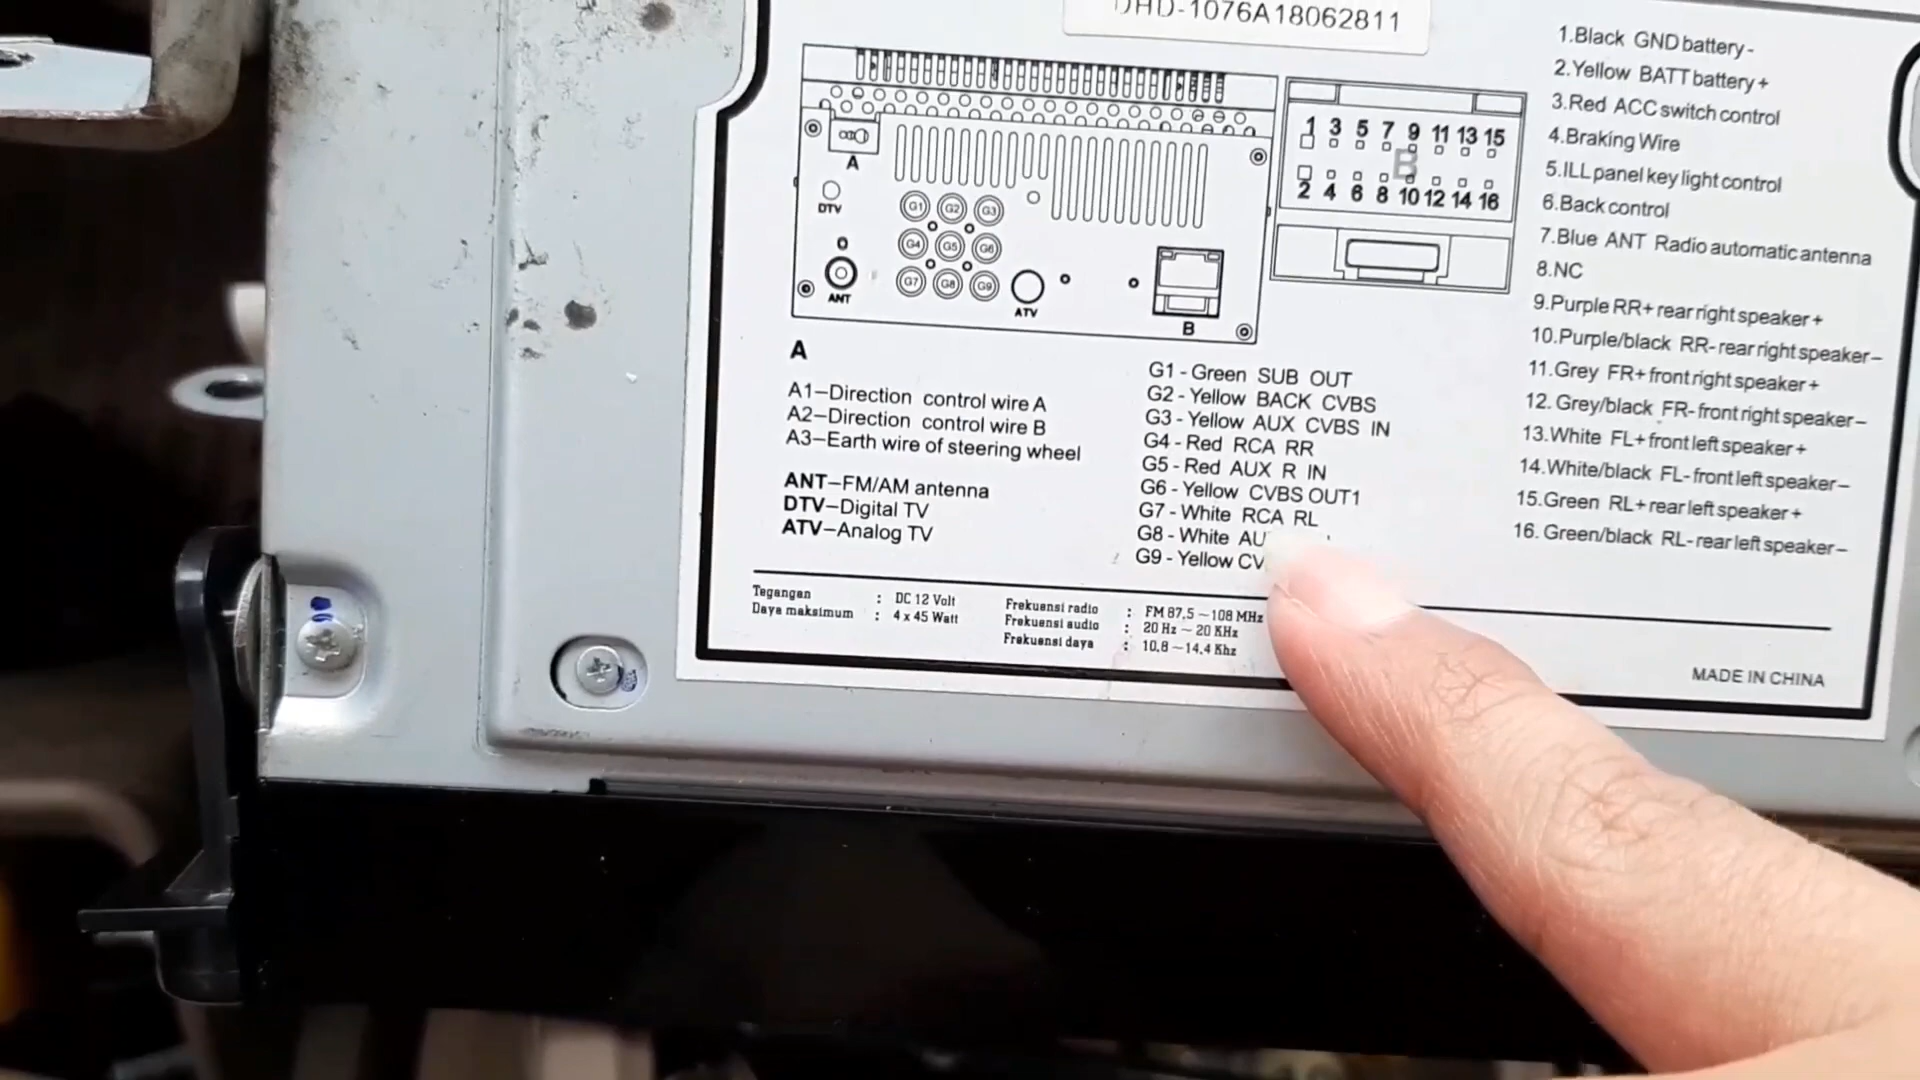 DHD-1076A18062811
A
DTV
ANT
G1 G2 G3
G4 G5 G6
G7 G8 G9
ATV
B
1 3 5 7 9 11 13 15
B
2 4 6 8 10 12 14 16
A
A1–Direction control wire A
A2–Direction control wire B
A3–Earth wire of steering wheel
ANT–FM/AM antenna
DTV–Digital TV
ATV–Analog TV
G1 - Green SUB OUT
G2 - Yellow BACK CVBS
G3 - Yellow AUX CVBS IN
G4 - Red RCA RR
G5 - Red AUX R IN
G6 - Yellow CVBS OUT1
G7 - White RCA RL
G8 - White
G9 - Yellow
1.Black GND battery -
2.Yellow BATT battery +
3.Red ACC switch control
4.Braking Wire
5.ILL panel key light control
6.Back control
7.Blue ANT Radio automatic antenna
8.NC
9.Purple RR+ rear right speaker +
10.Purple/black RR- rear right speaker–
11.Grey FR+ front right speaker +
12. Grey/black FR- front right speaker–
13.White FL+ front left speaker +
14.White/black FL- front left speaker–
15.Green RL+ rear left speaker +
16. Green/black RL- rear left speaker–
Tegangan : DC 12 Volt
Daya maksimum : 4 x 45 Watt
Frekuensi radio : FM 87,5 ~ 108 MHz
Frekuensi audio : 20 Hz ~ 20 KHz
Frekuensi daya : 10,8 ~ 14,4 Khz
MADE IN CHINA